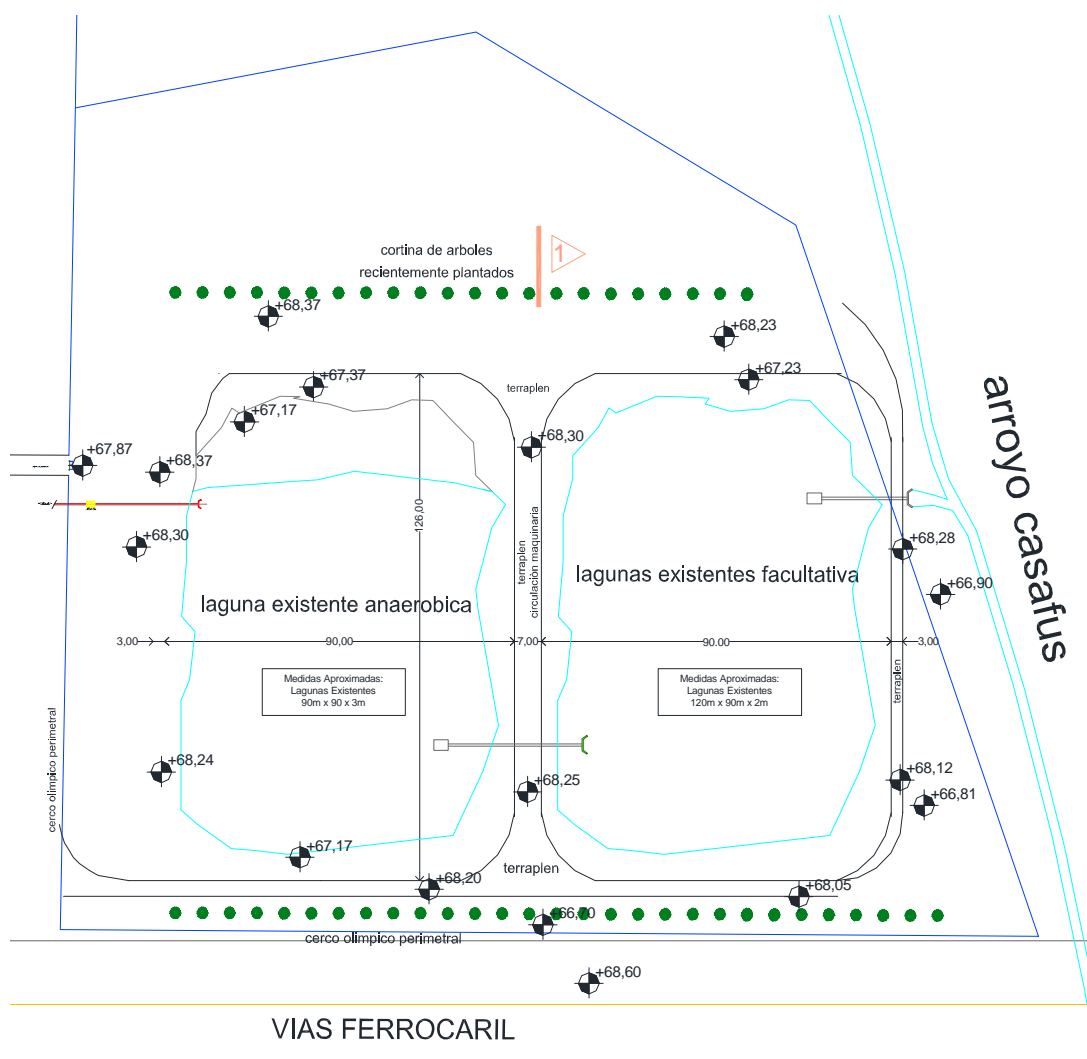 cortina de arboles
recientemente plantados
1
+68,37
+68,23
+67,37
+67,23
terraplen
+67,17
+68,30
+67,87
+68,37
126,00
+68,30
+68,28
terraplen
circulación maquinaria
lagunas existentes facultativa
+66,90
laguna existente anaerobica
arroyo casafus
3,00
90,00
7,00
90.00
3,00
Medidas Aproximadas:
Lagunas Existentes
90m x 90 x 3m
Medidas Aproximadas:
Lagunas Existentes
120m x 90m x 2m
terraplen
cerco olimpico perimetral
+68,24
+68,25
+68,12
+66,81
+67,17
terraplen
+68,20
+68,05
+66,70
cerco olimpico perimetral
+68,60
VIAS FERROCARIL